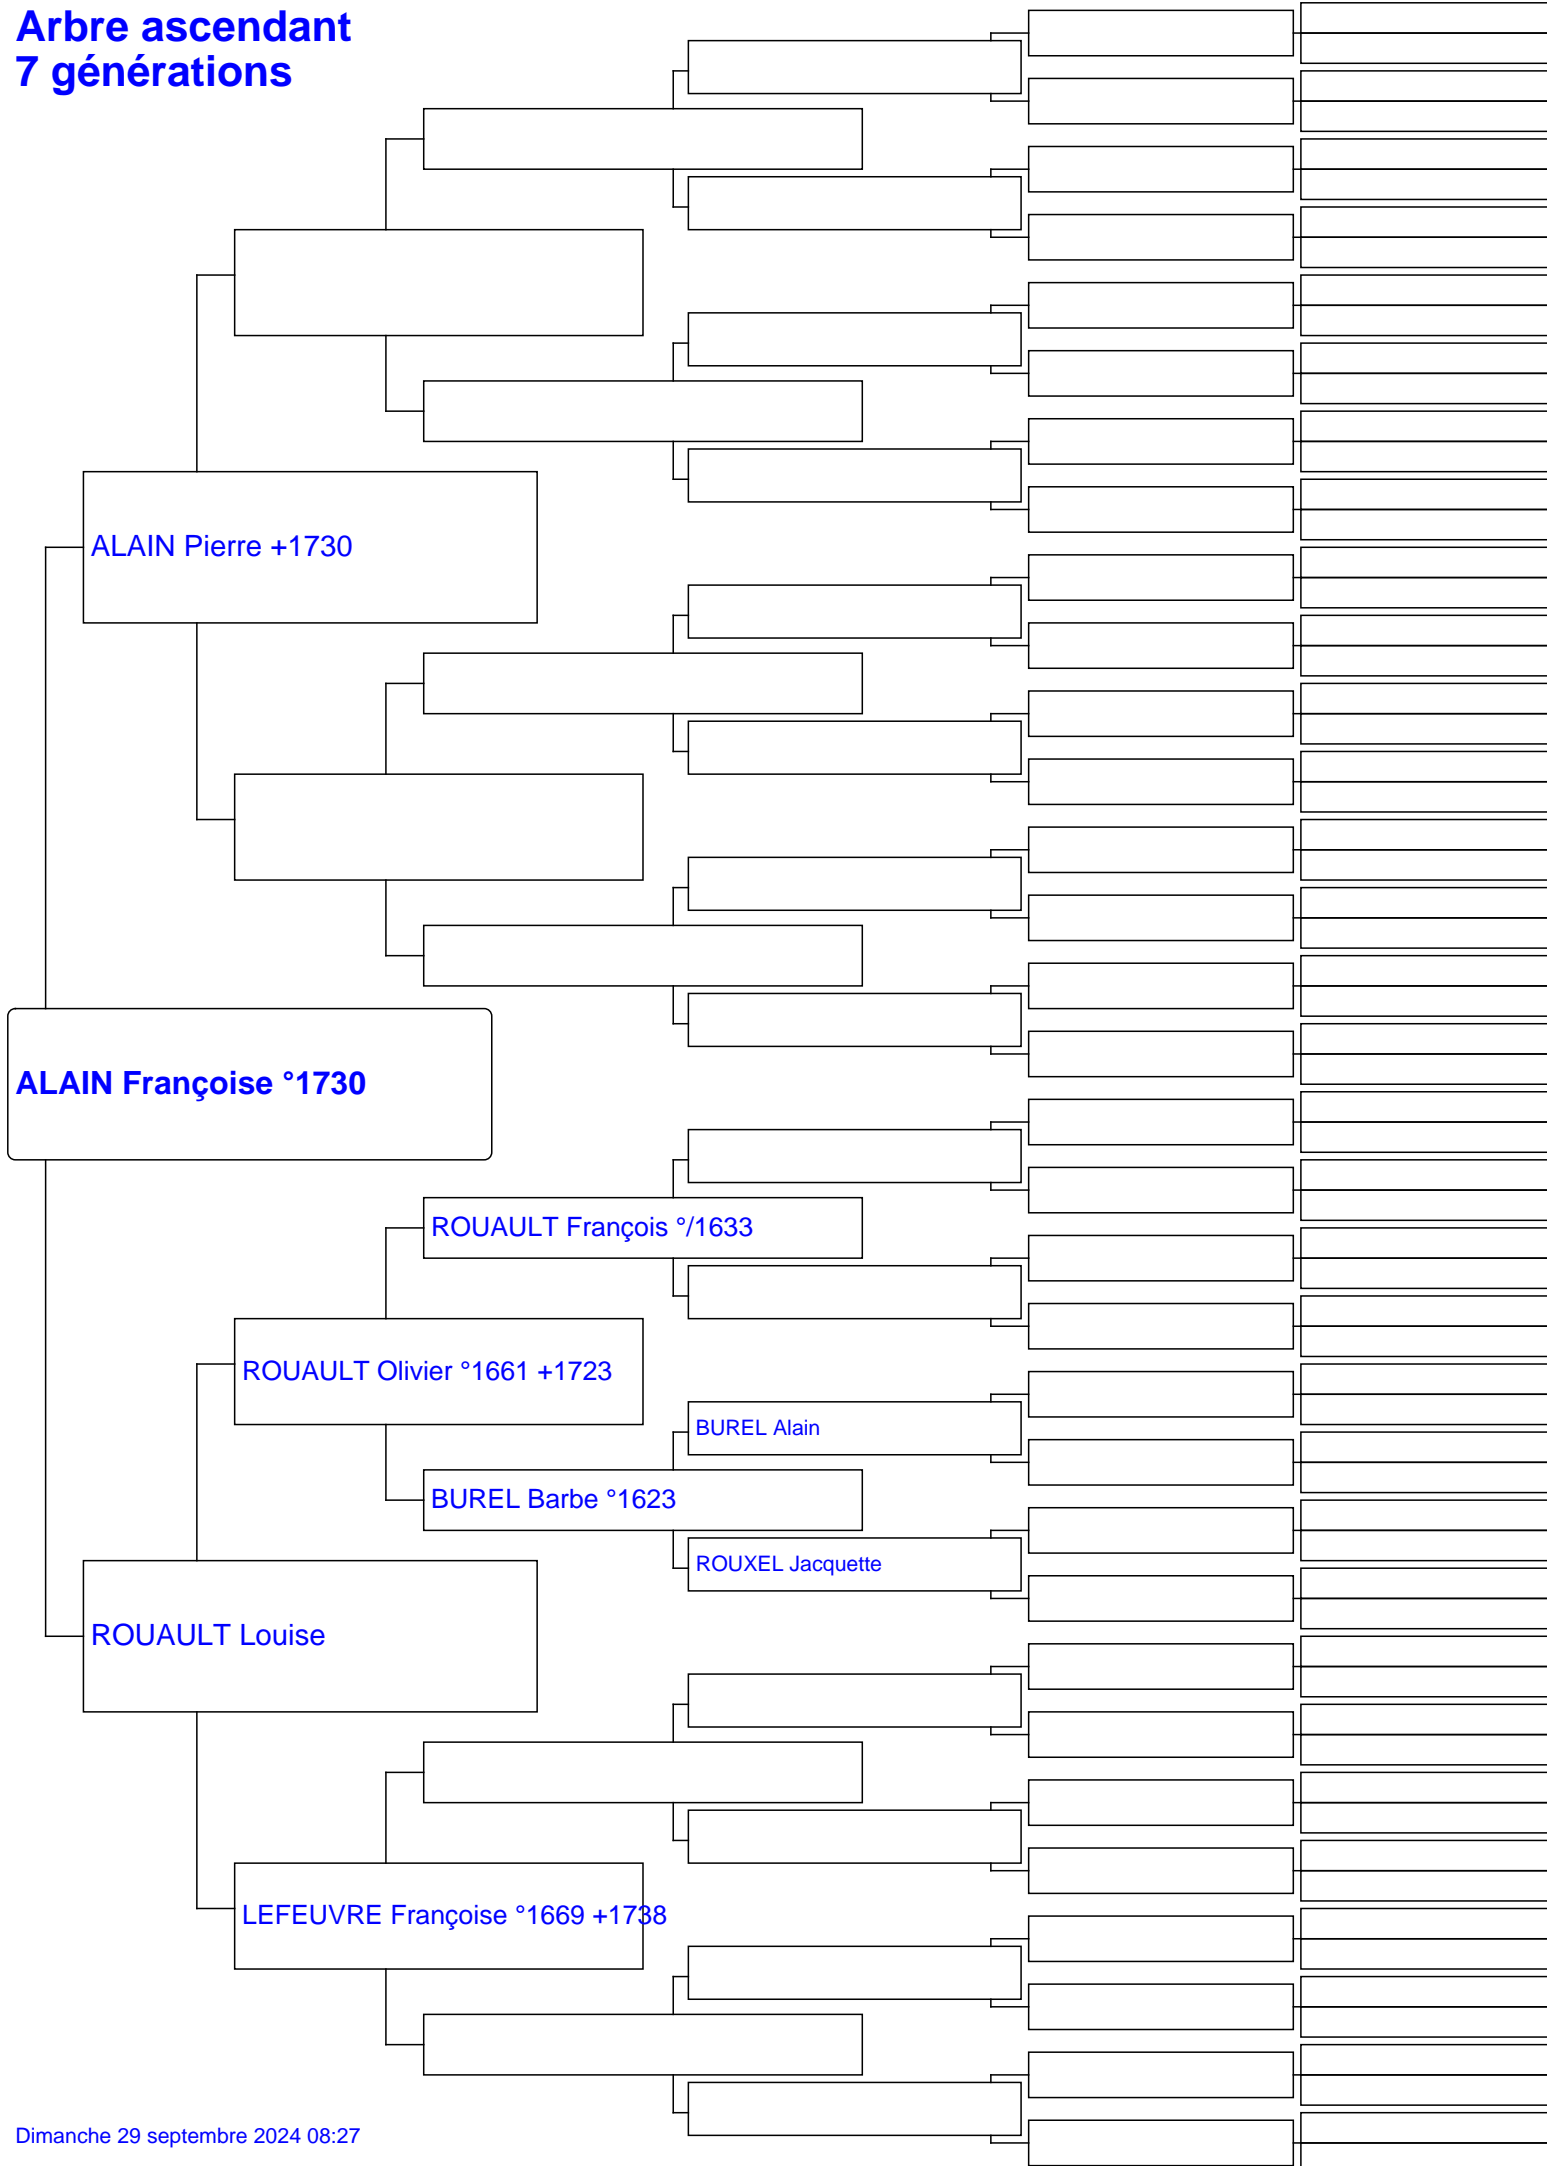 Arbre ascendant
7 générations
ALAIN Pierre +1730
ALAIN Françoise °1730
ROUAULT François °/1633
ROUAULT Olivier °1661 +1723
BUREL Alain
BUREL Barbe °1623
ROUXEL Jacquette
ROUAULT Louise
LEFEUVRE Françoise °1669 +1738
Dimanche 29 septembre 2024 08:27